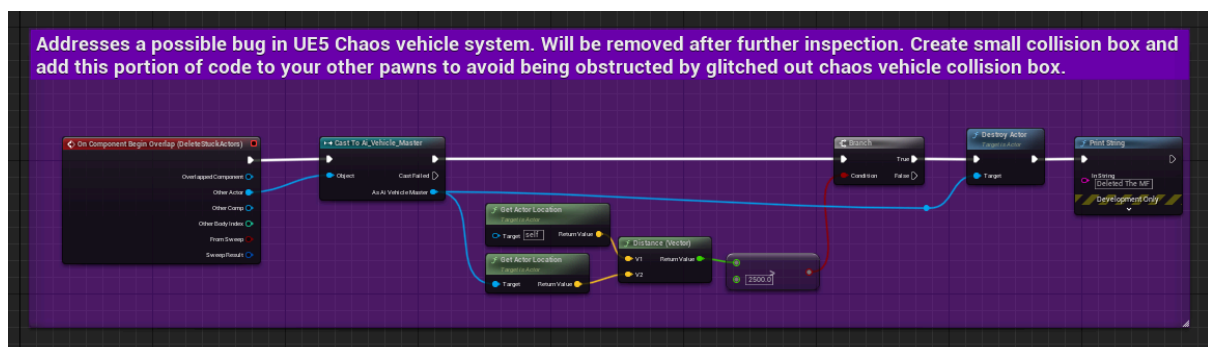 Addresses a possible bug in UE5 Chaos vehicle system. Will be removed after further inspection. Create small collision box and
add this portion of code to your other pawns to avoid being obstructed by glitched out chaos vehicle collision box.
On Component Begin Overlap (DeleteStuckActors)
Overlapped Component
Other Actor
Other Comp
Other Body Index
From Sweep
Sweep Result
Cast To Ai_Vehicle_Master
Object
Cast Failed
As Ai Vehicle Master
Get Actor Location
Target is Actor
Target
self
Return Value
Get Actor Location
Target is Actor
Target
Return Value
Distance (Vector)
V1
Return Value
V2
>
2500.0
Branch
True
Condition
False
Destroy Actor
Target is Actor
Target
Print String
In String
Deleted The MF
Development Only